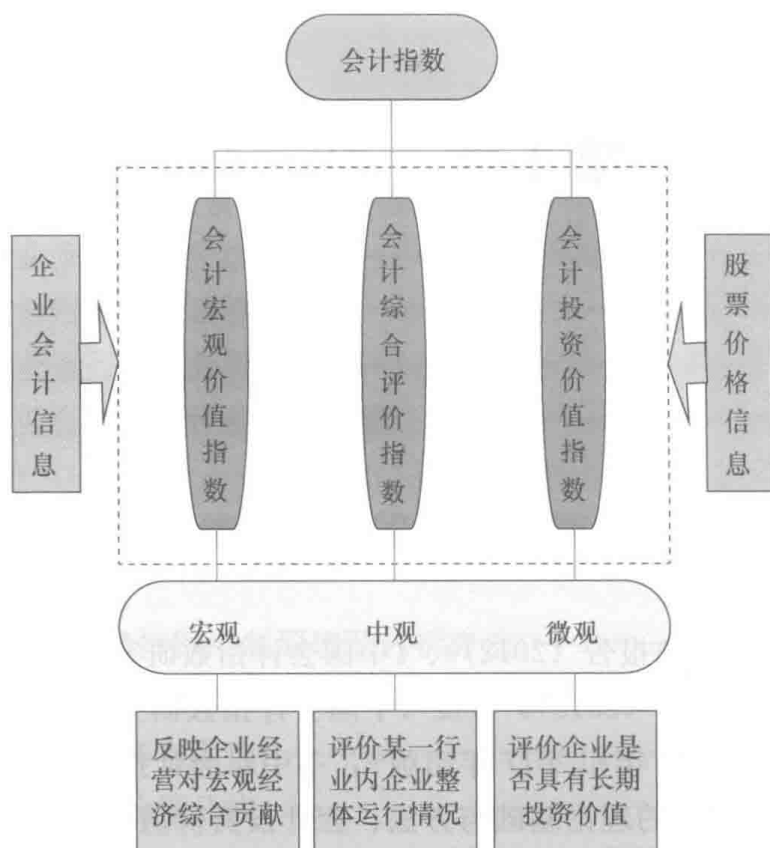 会计指数
企业会计信息
会计宏观价值指数
会计综合评价指数
会计投资价值指数
股票价格信息
宏观 中观 微观
反映企业经
营对宏观经
济综合贡献
评价某一行
业内企业整
体运行情况
评价企业是
否具有长期
投资价值